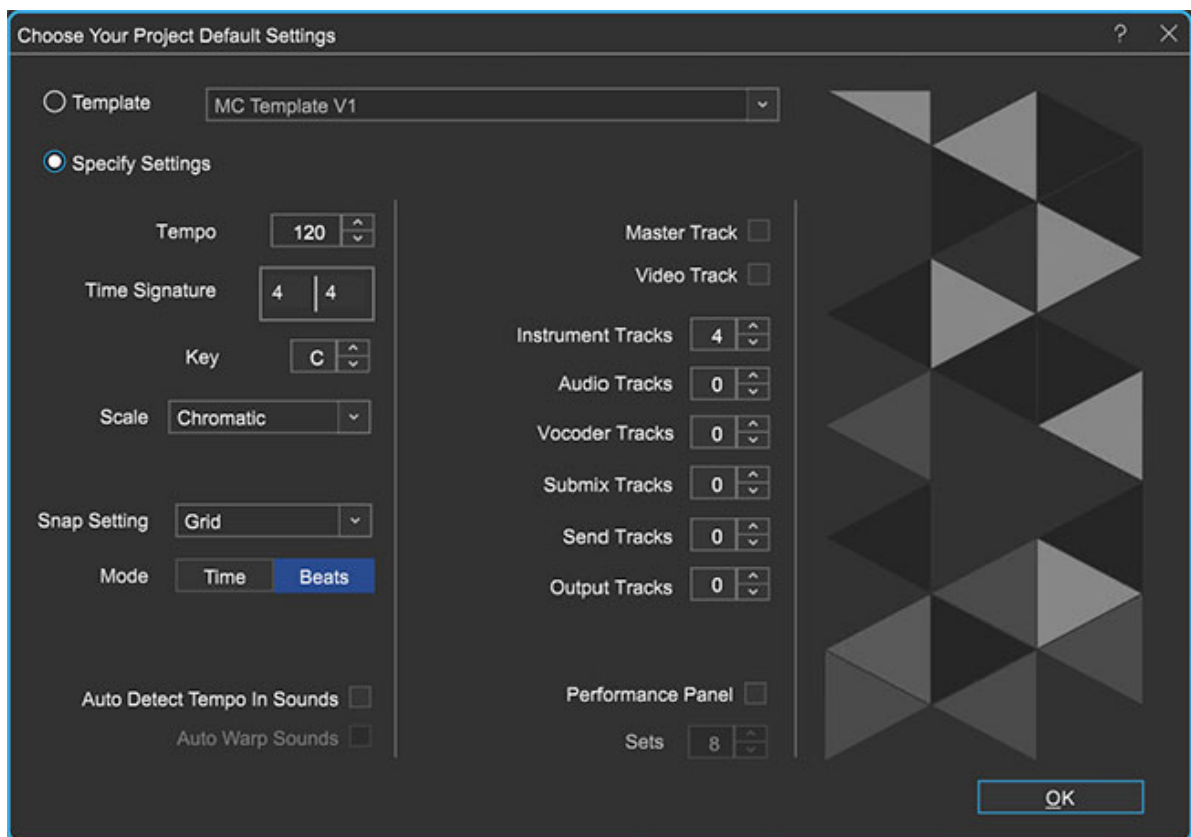 Choose Your Project Default Settings ?
Template MC Template V1
Specify Settings
Tempo 120
Time Signature 4 4
Key C
Scale Chromatic
Snap Setting Grid
Mode Time Beats
Auto Detect Tempo In Sounds
Auto Warp Sounds
Master Track
Video Track
Instrument Tracks 4
Audio Tracks 0
Vocoder Tracks 0
Submix Tracks 0
Send Tracks 0
Output Tracks 0
Performance Panel
Sets 8
OK